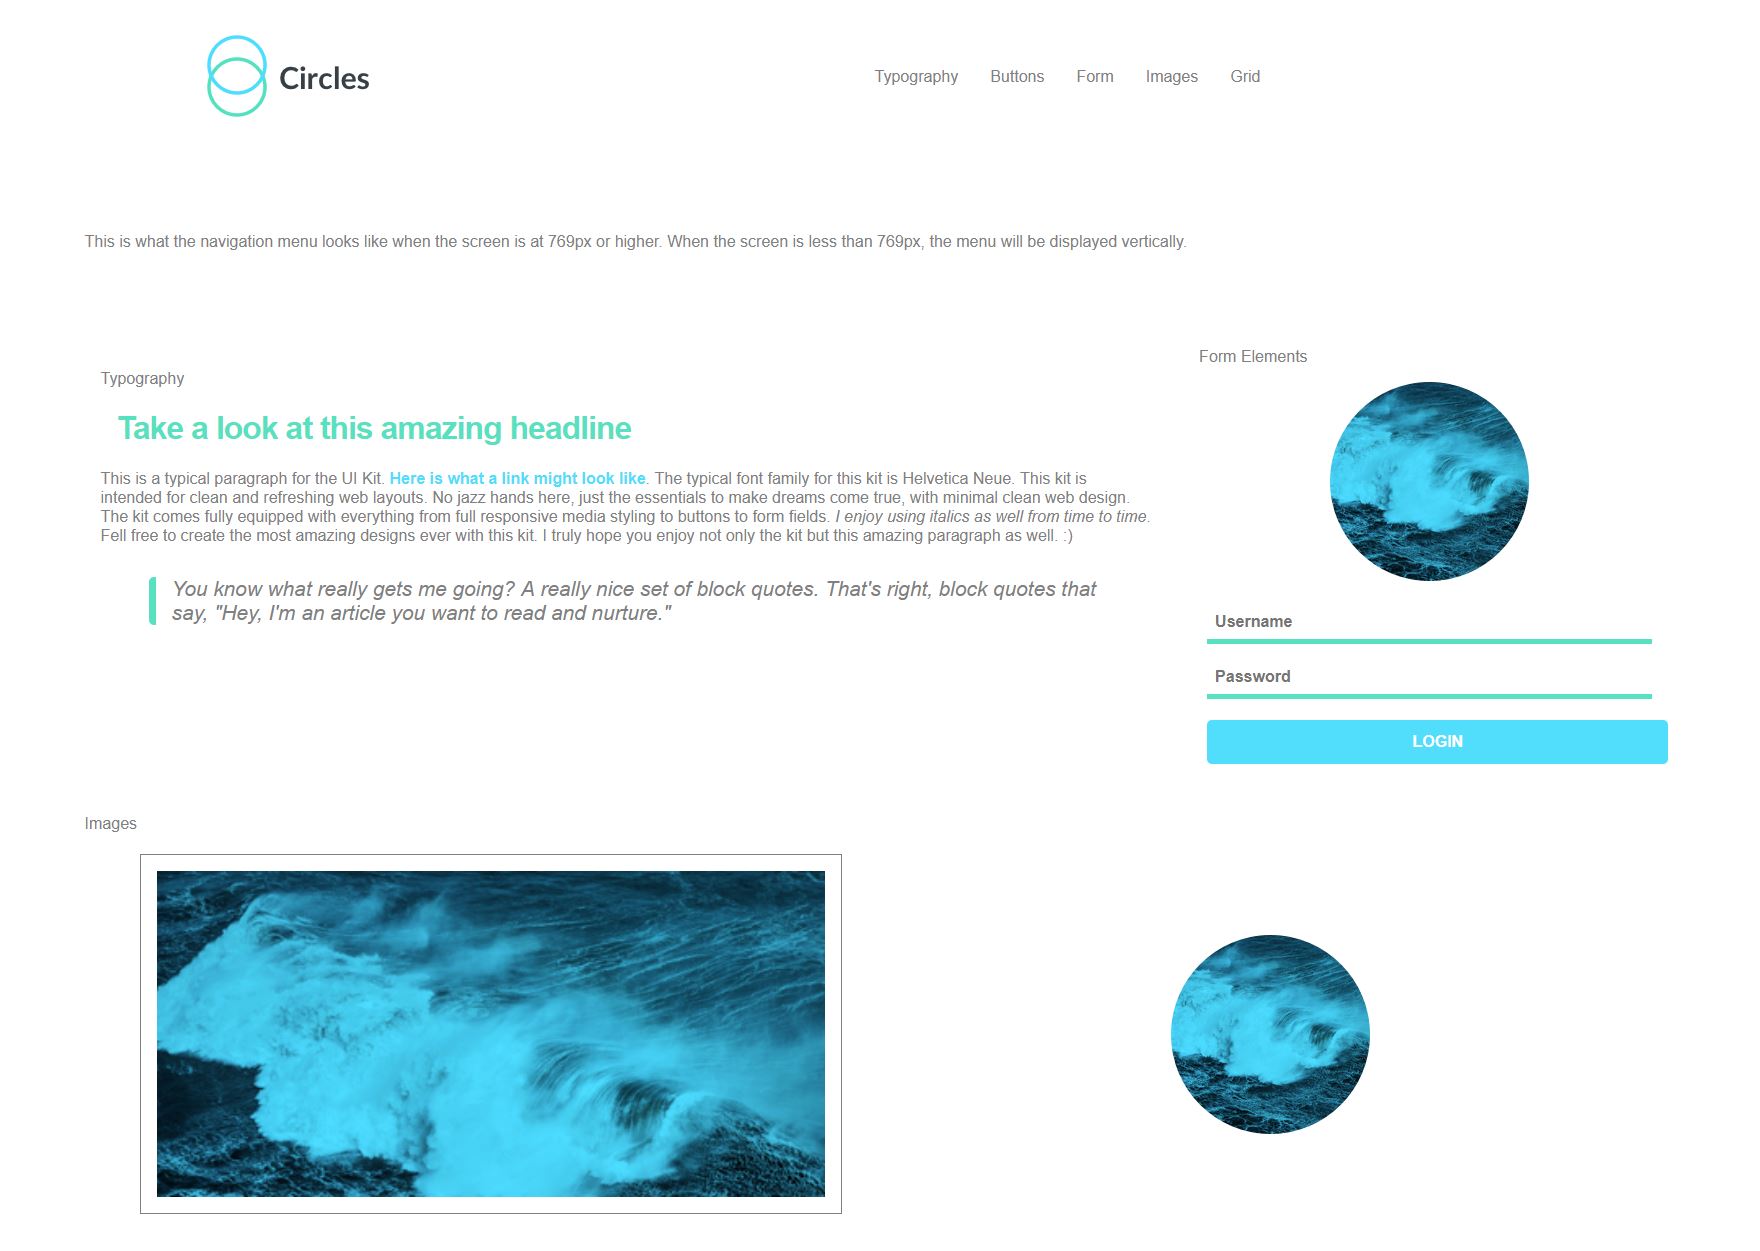 Circles
Typography
Buttons
Form
Images
Grid
This is what the navigation menu looks like when the screen is at 769px or higher. When the screen is less than 769px, the menu will be displayed vertically.
Typography
Take a look at this amazing headline
This is a typical paragraph for the UI Kit. Here is what a link might look like. The typical font family for this kit is Helvetica Neue. This kit is
intended for clean and refreshing web layouts. No jazz hands here, just the essentials to make dreams come true, with minimal clean web design.
The kit comes fully equipped with everything from full responsive media styling to buttons to form fields. I enjoy using italics as well from time to time.
Fell free to create the most amazing designs ever with this kit. I truly hope you enjoy not only the kit but this amazing paragraph as well. :)
You know what really gets me going? A really nice set of block quotes. That's right, block quotes that
say, "Hey, I'm an article you want to read and nurture."
Form Elements
Username
Password
LOGIN
Images